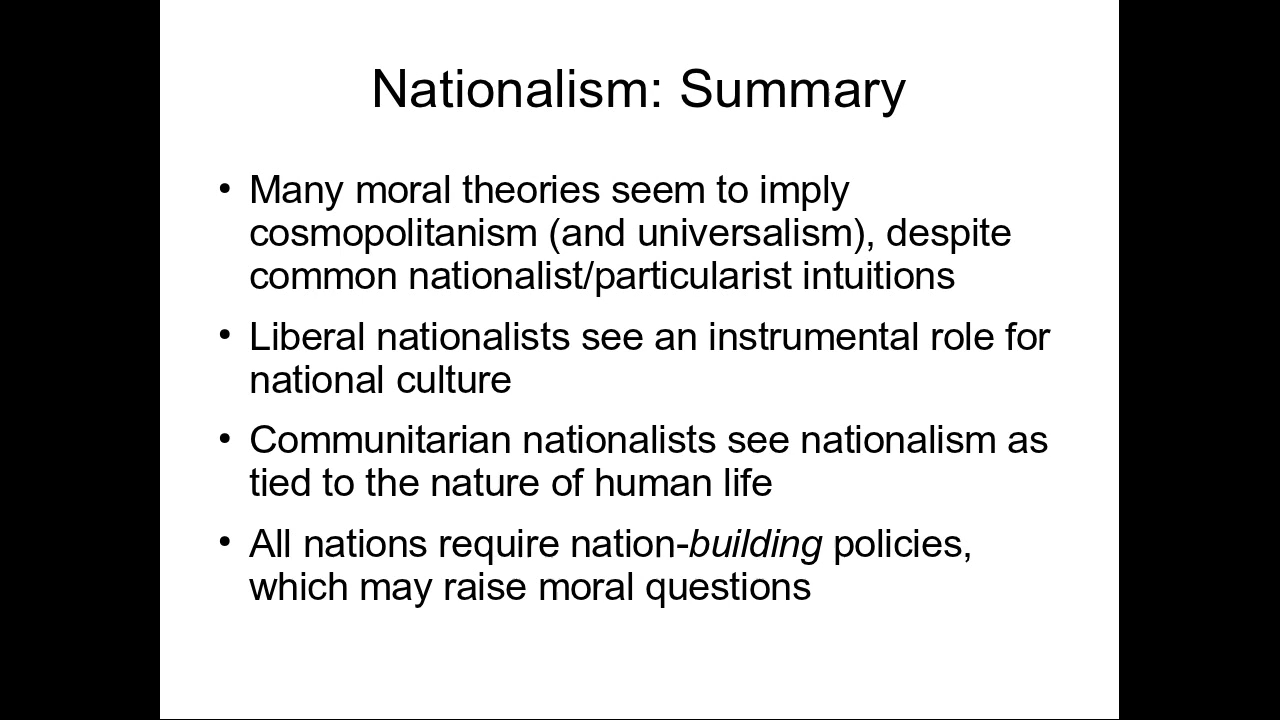 Nationalism: Summary
• Many moral theories seem to imply
cosmopolitanism (and universalism), despite
common nationalist/particularist intuitions
• Liberal nationalists see an instrumental role for
national culture
• Communitarian nationalists see nationalism as
tied to the nature of human life
• All nations require nation-building policies,
which may raise moral questions